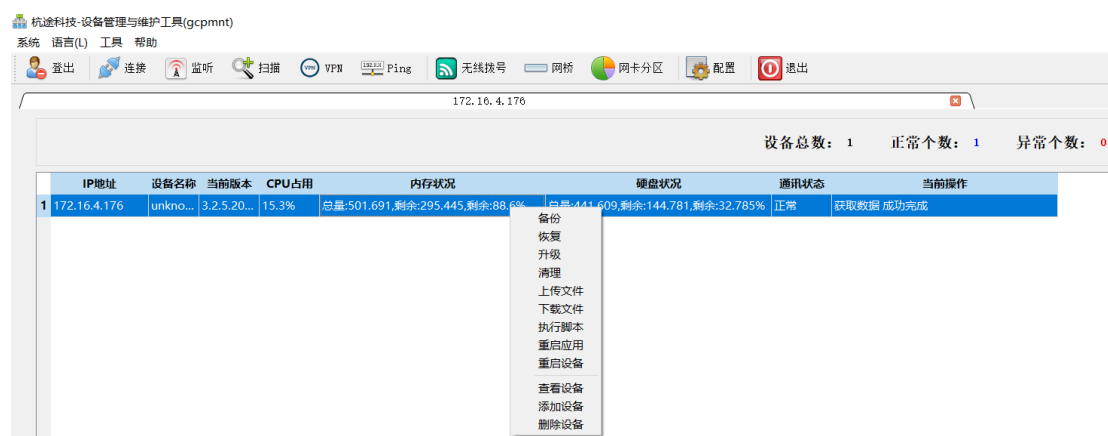 杭途科技-设备管理与维护工具(gcpmnt)
系统 语言(L) 工具 帮助
登出 连接 监听 扫描 VPN VPN Ping 无线拨号 网桥 网卡分区 配置 退出
172.16.4.176
设备总数: 1 正常个数: 1 异常个数: 0
IP地址 设备名称 当前版本 CPU占用 内存状况 硬盘状况 通讯状态 当前操作
1 172.16.4.176 unkno... 3.2.5.20... 15.3% 总量:501.691,剩余:295.445,剩余:88.6% 总量:441.609,剩余:144.781,剩余:32.785% 正常 获取数据 成功完成
备份
恢复
升级
清理
上传文件
下载文件
执行脚本
重启应用
重启设备
查看设备
添加设备
删除设备